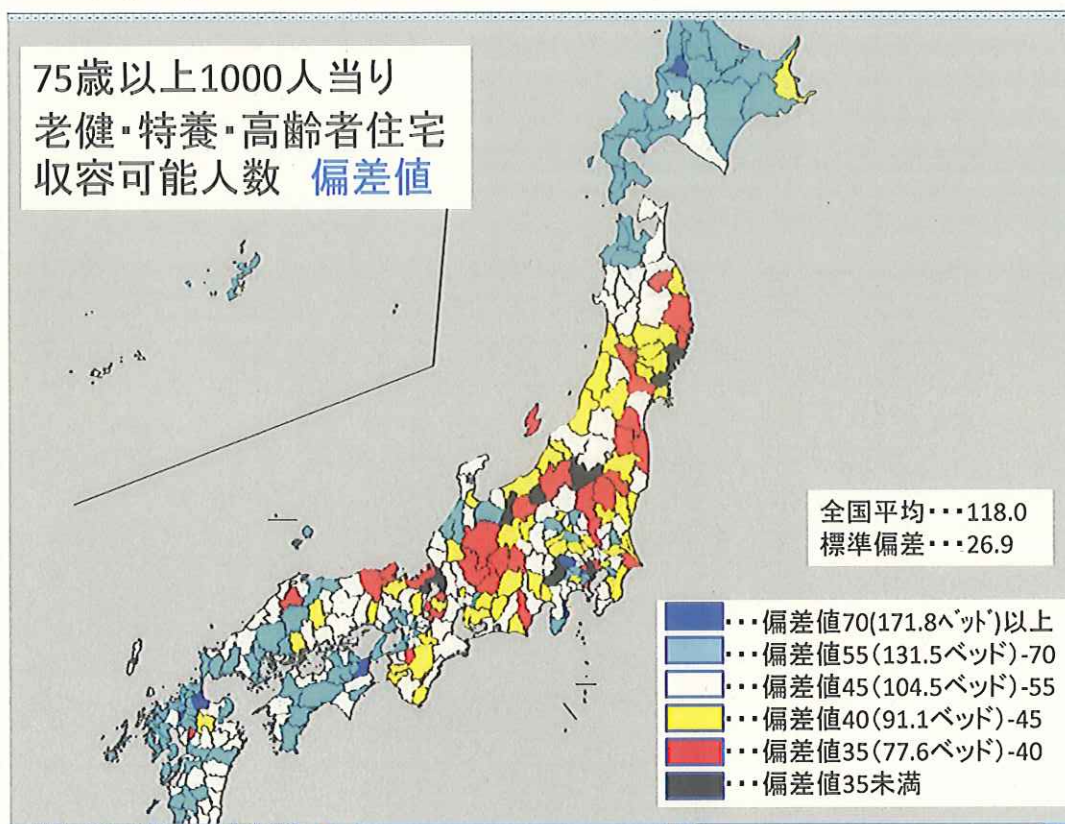 75歳以上1000人当り
老健・特養・高齢者住宅
収容可能人数 偏差値
全国平均・・・118.0
標準偏差・・・26.9
・・・偏差値70(171.8ﾍﾞｯﾄﾞ)以上
・・・偏差値55(131.5ベッド)-70
・・・偏差値45(104.5ベッド)-55
・・・偏差値40(91.1ベッド)-45
・・・偏差値35(77.6ベッド)-40
・・・偏差値35未満